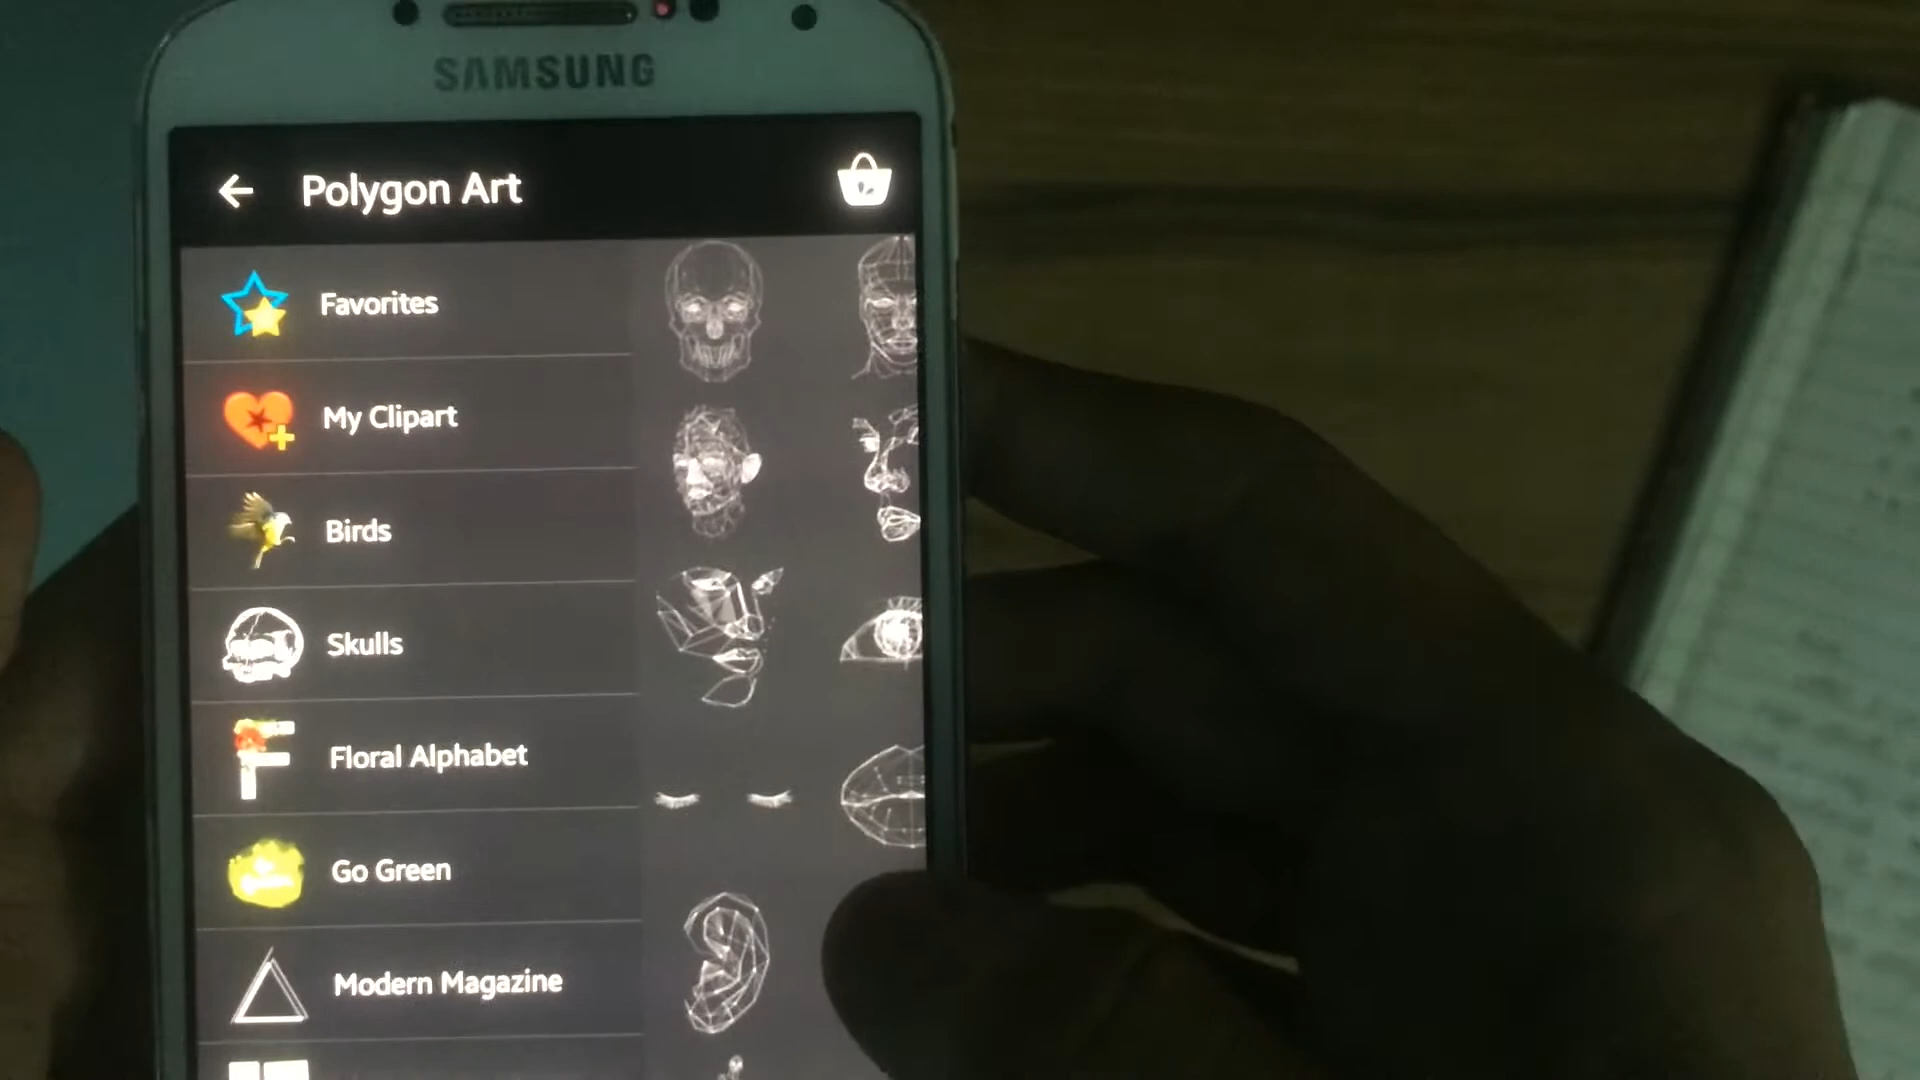 SAMSUNG
Polygon Art
Favorites
My Clipart
Birds
Skulls
Floral Alphabet
Go Green
Modern Magazine